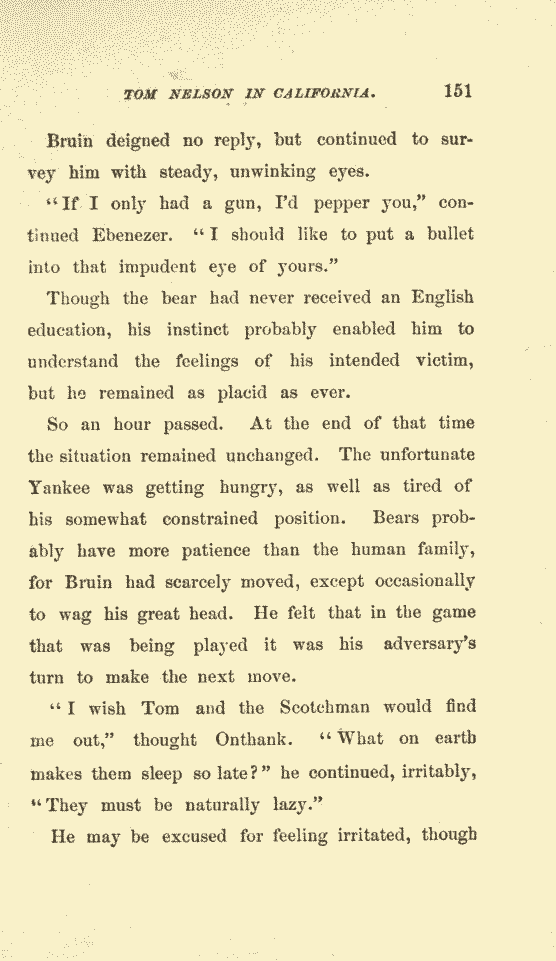 TOM NELSON IN CALIFORNIA. 151
Bruin deigned no reply, but continued to sur-
vey him with steady, unwinking eyes.
“If I only had a gun, I’d pepper you,” con-
tinued Ebenezer. “I should like to put a bullet
into that impudent eye of yours.”
Though the bear had never received an English
education, his instinct probably enabled him to
understand the feelings of his intended victim,
but he remained as placid as ever.
So an hour passed. At the end of that time
the situation remained unchanged. The unfortunate
Yankee was getting hungry, as well as tired of
his somewhat constrained position. Bears prob-
ably have more patience than the human family,
for Bruin had scarcely moved, except occasionally
to wag his great head. He felt that in the game
that was being played it was his adversary’s
turn to make the next move.
“I wish Tom and the Scotchman would find
me out,” thought Onthank. “What on earth
makes them sleep so late?” he continued, irritably,
“They must be naturally lazy.”
He may be excused for feeling irritated, though